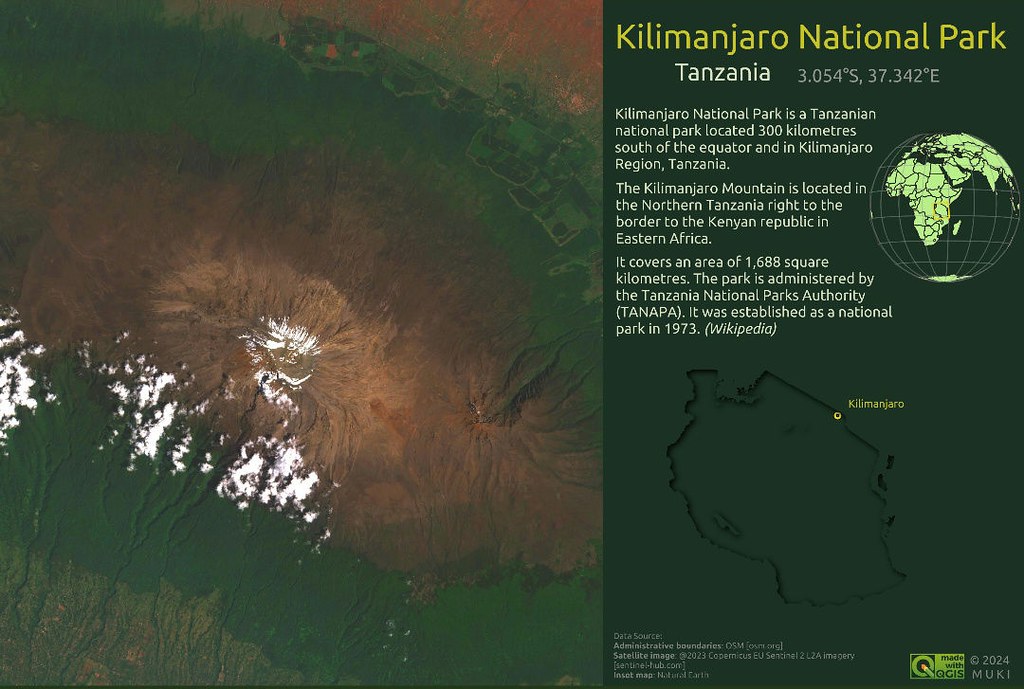 Kilimanjaro National Park
Tanzania 3.054°S, 37.342°E
Kilimanjaro National Park is a Tanzanian
national park located 300 kilometres
south of the equator and in Kilimanjaro
Region, Tanzania.
The Kilimanjaro Mountain is located in
the Northern Tanzania right to the
border to the Kenyan republic in
Eastern Africa.
It covers an area of 1,688 square
kilometres. The park is administered by
the Tanzania National Parks Authority
(TANAPA). It was established as a national
park in 1973. (Wikipedia)
Kilimanjaro
Data Source:
Administrative boundaries: OSM [osm.org]
Satellite image: @2023 Copernicus EU Sentinel 2 L2A imagery
[sentinel-hub.com]
Inset map: Natural Earth
made
with
QGIS
© 2024
MUKI